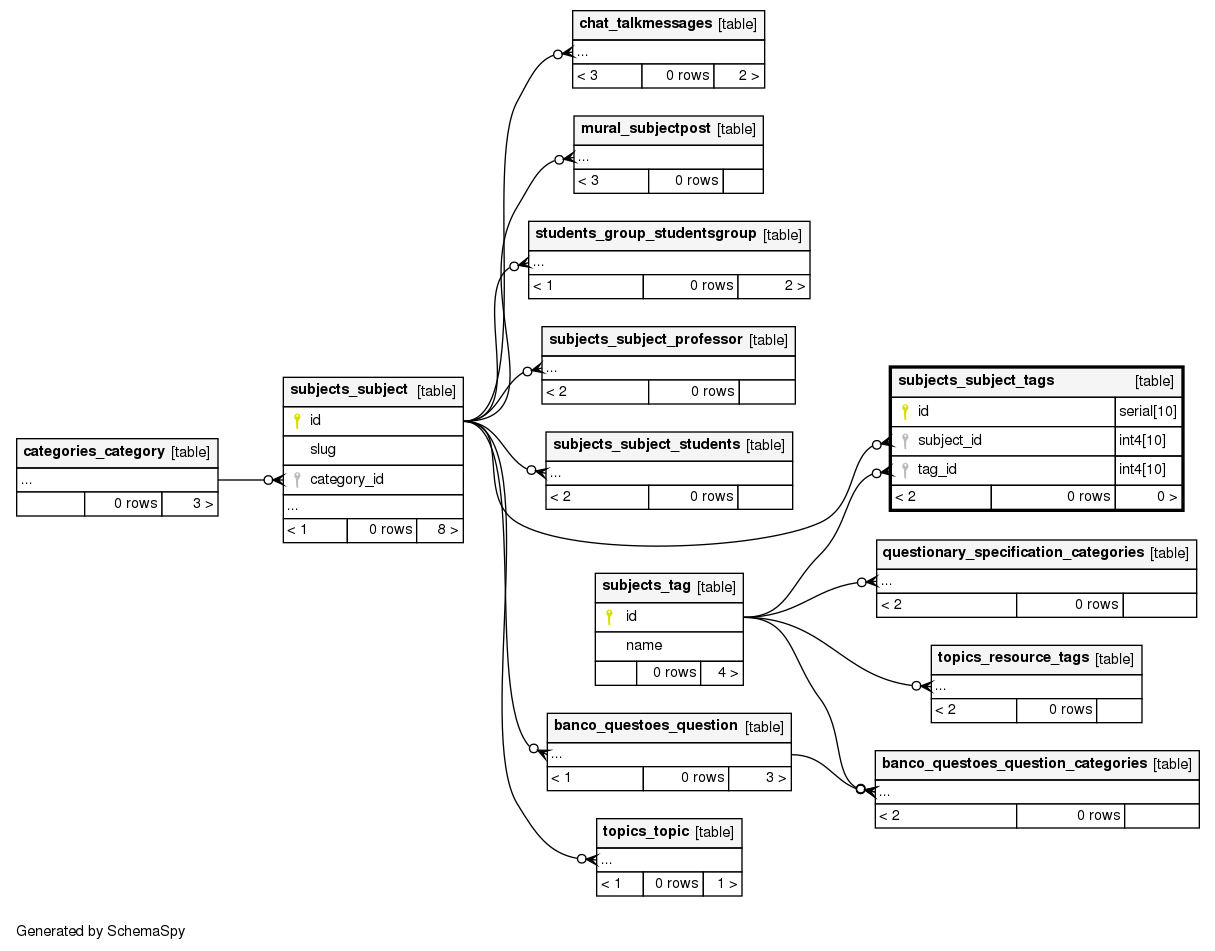 chat_talkmessages [table]
...
< 3 0 rows 2 >
mural_subjectpost [table]
...
< 3 0 rows
students_group_studentsgroup [table]
...
< 1 0 rows 2 >
subjects_subject_professor [table]
...
< 2 0 rows
subjects_subject_students [table]
...
< 2 0 rows
subjects_subject [table]
id
slug
category_id
...
< 1 0 rows 8 >
categories_category [table]
...
0 rows 3 >
subjects_subject_tags [table]
id serial[10]
subject_id int4[10]
tag_id int4[10]
< 2 0 rows 0 >
questionary_specification_categories [table]
...
< 2 0 rows
subjects_tag [table]
id
name
0 rows 4 >
topics_resource_tags [table]
...
< 2 0 rows
banco_questoes_question [table]
...
< 1 0 rows 3 >
banco_questoes_question_categories [table]
...
< 2 0 rows
topics_topic [table]
...
< 1 0 rows 1 >
Generated by SchemaSpy